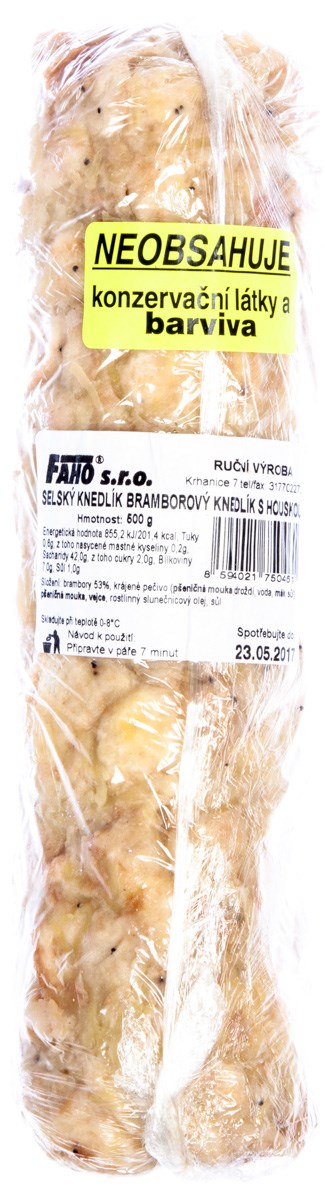 NEOBSAHUJE
konzervační látky a
barviva
FAHO® s.r.o.
RUČNÍ VÝROBA
Krhanice 7 tel/fax 3177022
SELSKÝ KNEDLÍK BRAMBOROVÝ KNEDLÍK S HOUSKOU
Hmotnost: 500 g
Energetická hodnota 855,2 kJ/201,4 kcal, Tuky
0,6g, z toho nasycené mastné kyseliny 0,2g,
Sacharidy 42,0g, z toho cukry 2,0g, Bílkoviny
7,0g, Sůl 1,0g
8 594021 750451
Složení: brambory 53%, krájené pečivo (pšeničná mouka droždí, voda,
pšeničná mouka, vejce, rostlinný slunečnicový olej, sůl
Skladujte při teplotě 0-8°C
Návod k použití:
Připravte v páře 7 minut
Spotřebujte do
23.05.2017